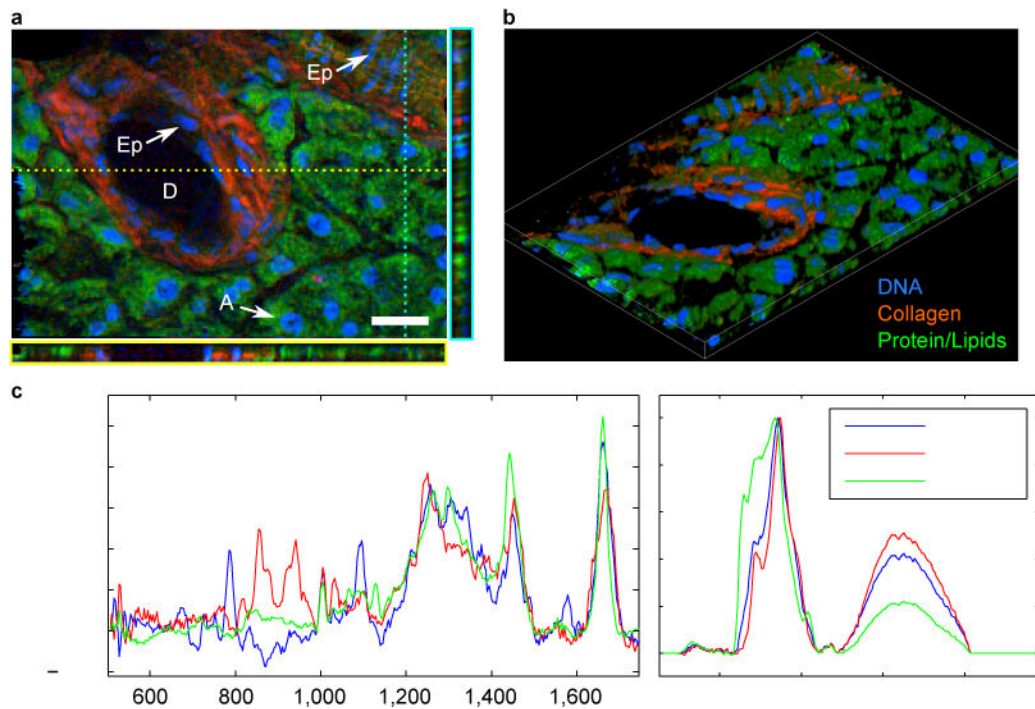 a
Ep
Ep
D
A
b
DNA
Collagen
Protein/Lipids
c
600 800 1,000 1,200 1,400 1,600